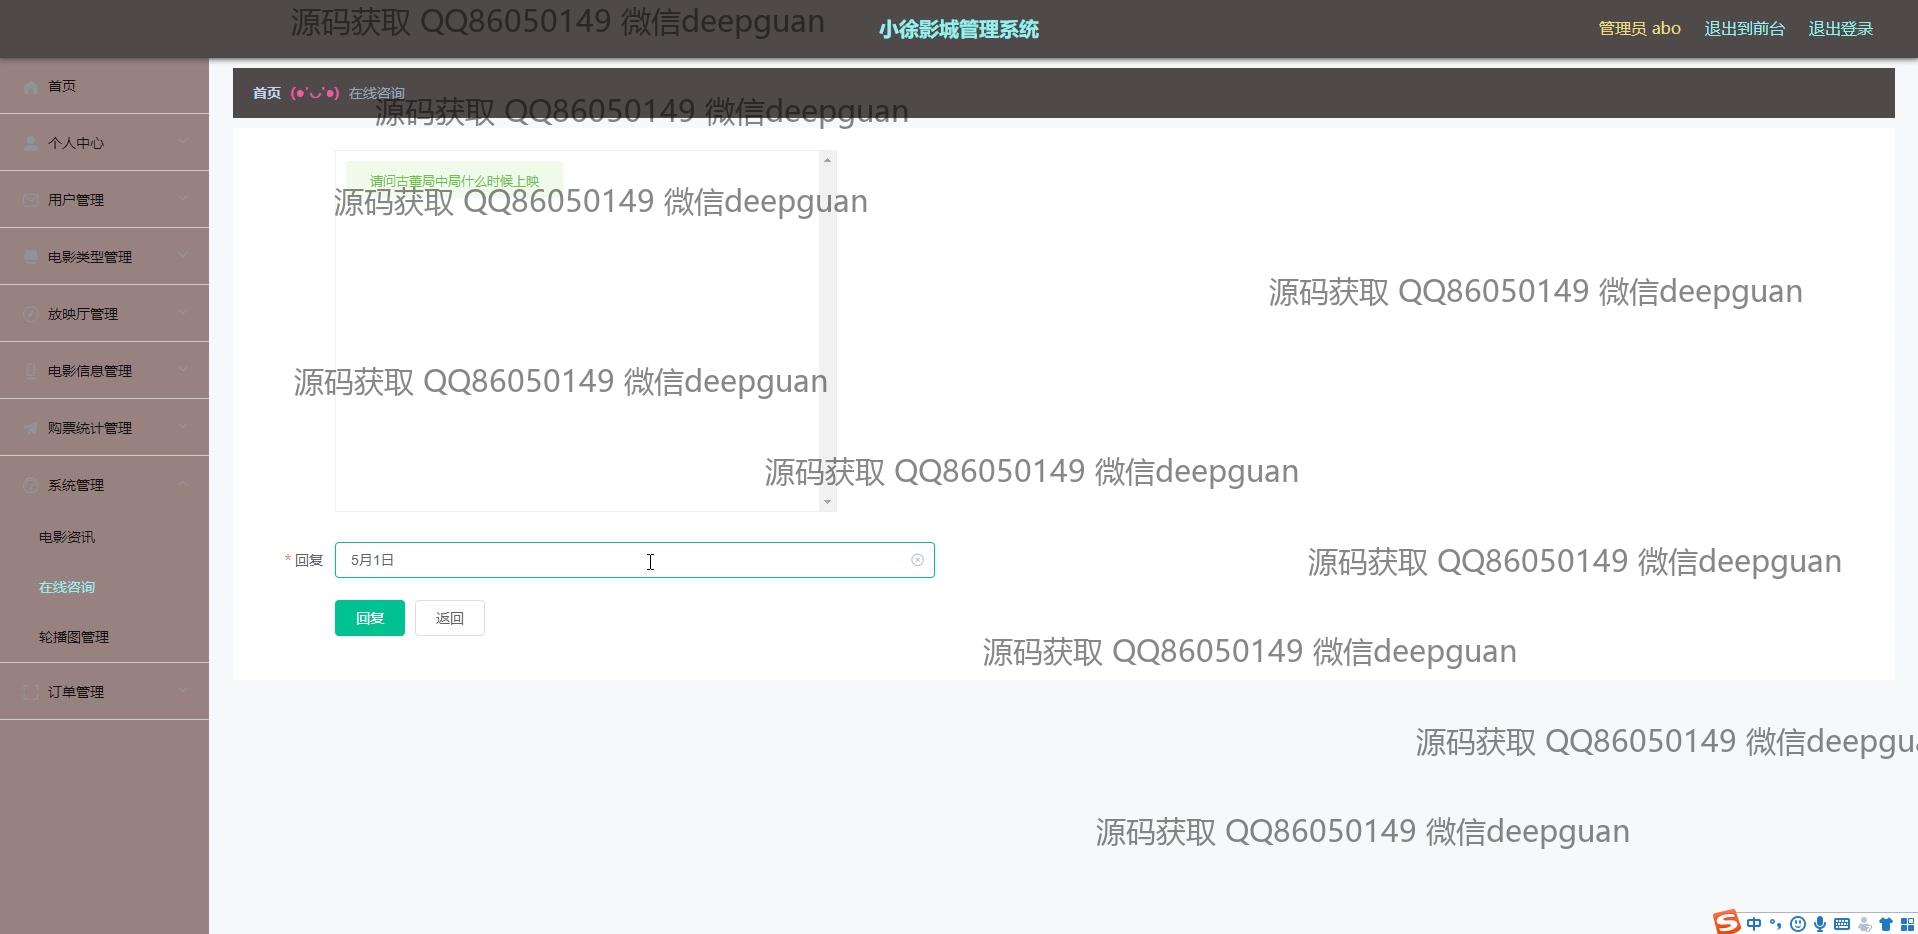 源码获取 QQ86050149 微信deepguan
小徐影城管理系统
管理员 abo
退出到前台
退出登录
首页
(●'◡'●)
在线咨询
源码获取 QQ86050149 微信deepguan
首页
个人中心
请问古董局中局什么时候上映
源码获取 QQ86050149 微信deepguan
用户管理
电影类型管理
源码获取 QQ86050149 微信deepguan
放映厅管理
电影信息管理
源码获取 QQ86050149 微信deepguan
购票统计管理
源码获取 QQ86050149 微信deepguan
系统管理
电影资讯
* 回复
5月1日
源码获取 QQ86050149 微信deepguan
在线咨询
回复
返回
轮播图管理
源码获取 QQ86050149 微信deepguan
订单管理
源码获取 QQ86050149 微信deepgu
源码获取 QQ86050149 微信deepguan
S 中